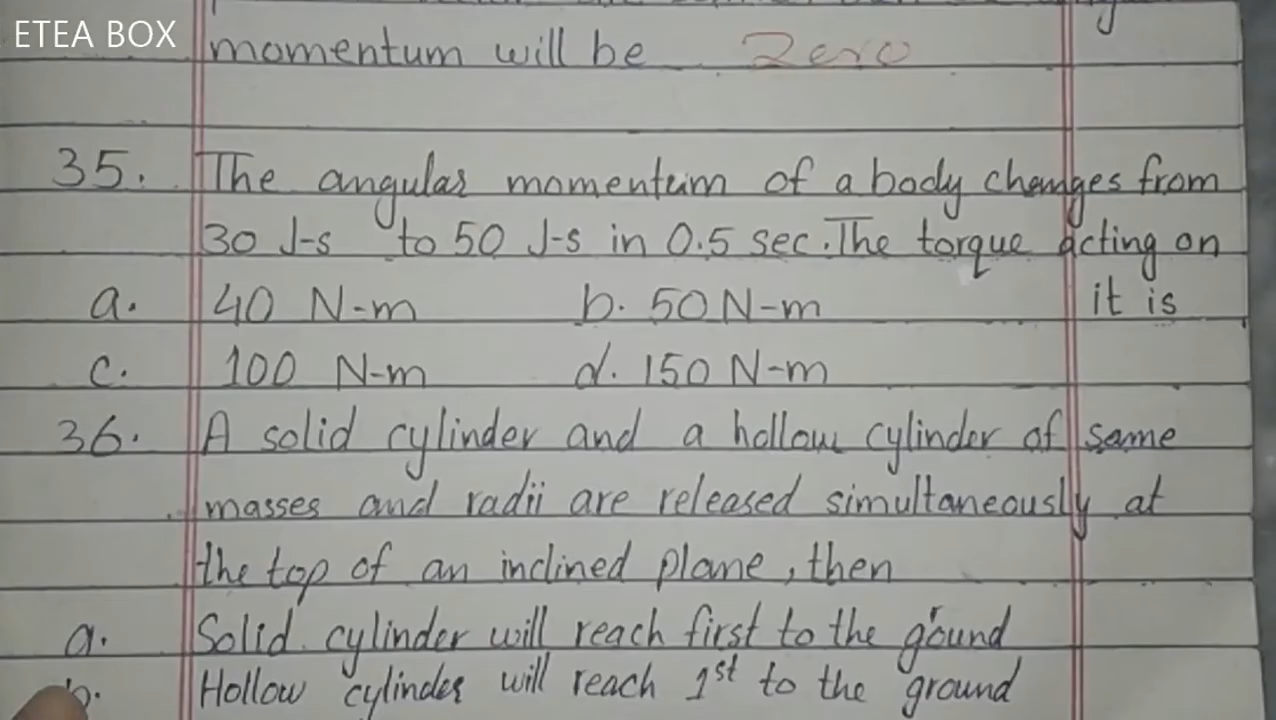 ETEA BOX
momentum will be Zero
35. The angular momentum of a body changes from
30 J-s to 50 J-s in 0.5 sec. The torque acting on
it is
a. 40 N-m b. 50 N-m
c. 100 N-m d. 150 N-m
36. A solid cylinder and a hollow cylinder of same
masses and radii are released simultaneously at
the top of an inclined plane, then
a. Solid cylinder will reach first to the gound
b. Hollow cylinder will reach 1st to the ground